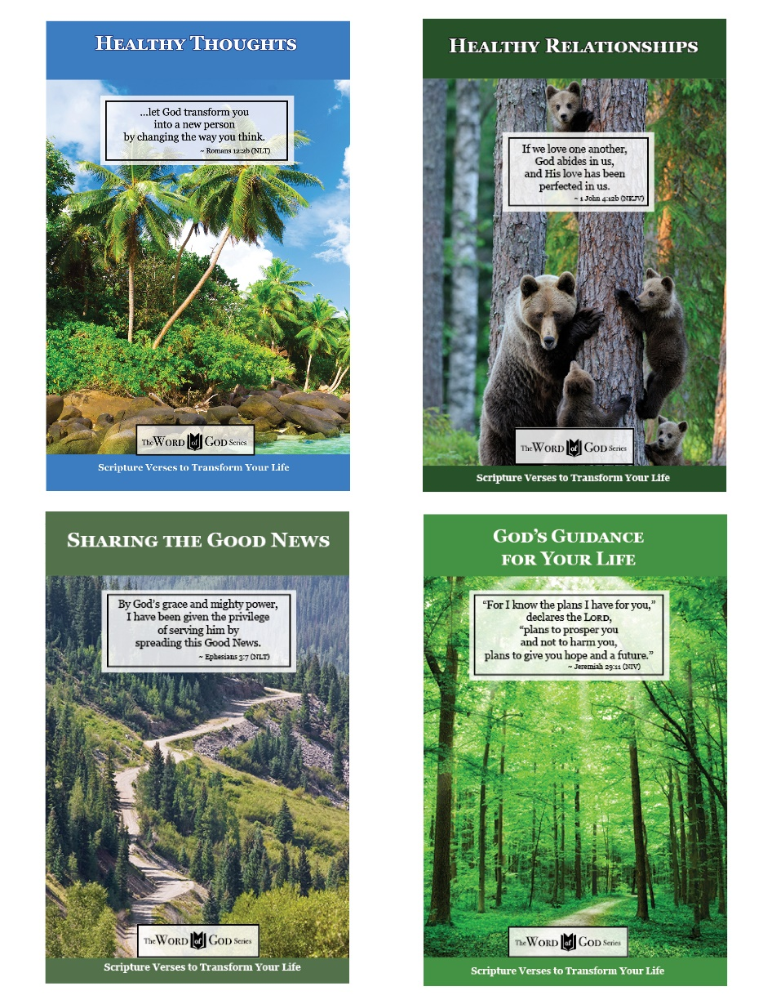 HEALTHY THOUGHTS
...let God transform you
into a new person
by changing the way you think.
~ Romans 12:2b (NLT)
The WORD of GOD Series
Scripture Verses to Transform Your Life
HEALTHY RELATIONSHIPS
If we love one another,
God abides in us,
and His love has been
perfected in us.
~ 1 John 4:12b (NKJV)
The WORD of GOD Series
Scripture Verses to Transform Your Life
SHARING THE GOOD NEWS
By God’s grace and mighty power,
I have been given the privilege
of serving him by
spreading this Good News.
~ Ephesians 3:7 (NLT)
The WORD of GOD Series
Scripture Verses to Transform Your Life
GOD’S GUIDANCE
FOR YOUR LIFE
“For I know the plans I have for you,”
declares the LORD,
“plans to prosper you
and not to harm you,
plans to give you hope and a future.”
~ Jeremiah 29:11 (NIV)
The WORD of GOD Series
Scripture Verses to Transform Your Life